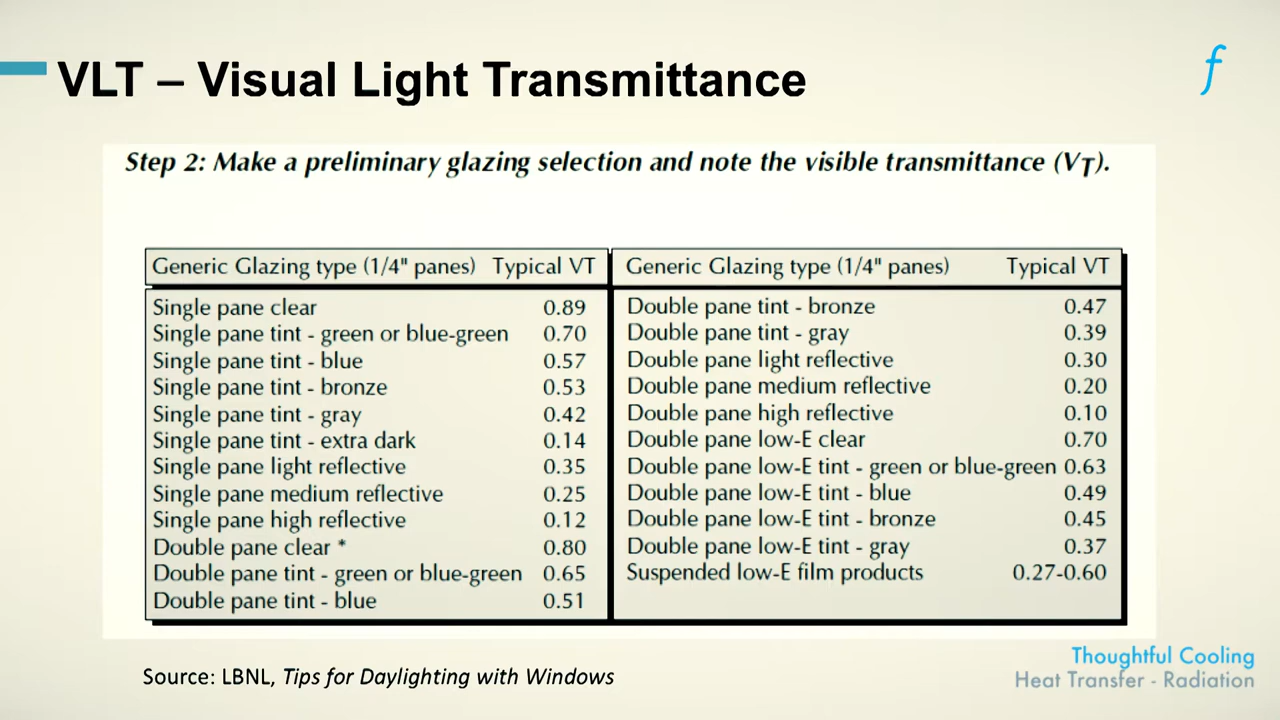 VLT – Visual Light Transmittance
f
Step 2: Make a preliminary glazing selection and note the visible transmittance (VT).
Generic Glazing type (1/4" panes) Typical VT
Single pane clear 0.89
Single pane tint - green or blue-green 0.70
Single pane tint - blue 0.57
Single pane tint - bronze 0.53
Single pane tint - gray 0.42
Single pane tint - extra dark 0.14
Single pane light reflective 0.35
Single pane medium reflective 0.25
Single pane high reflective 0.12
Double pane clear * 0.80
Double pane tint - green or blue-green 0.65
Double pane tint - blue 0.51
Generic Glazing type (1/4" panes) Typical VT
Double pane tint - bronze 0.47
Double pane tint - gray 0.39
Double pane light reflective 0.30
Double pane medium reflective 0.20
Double pane high reflective 0.10
Double pane low-E clear 0.70
Double pane low-E tint - green or blue-green 0.63
Double pane low-E tint - blue 0.49
Double pane low-E tint - bronze 0.45
Double pane low-E tint - gray 0.37
Suspended low-E film products 0.27-0.60
Source: LBNL, Tips for Daylighting with Windows
Thoughtful Cooling
Heat Transfer - Radiation